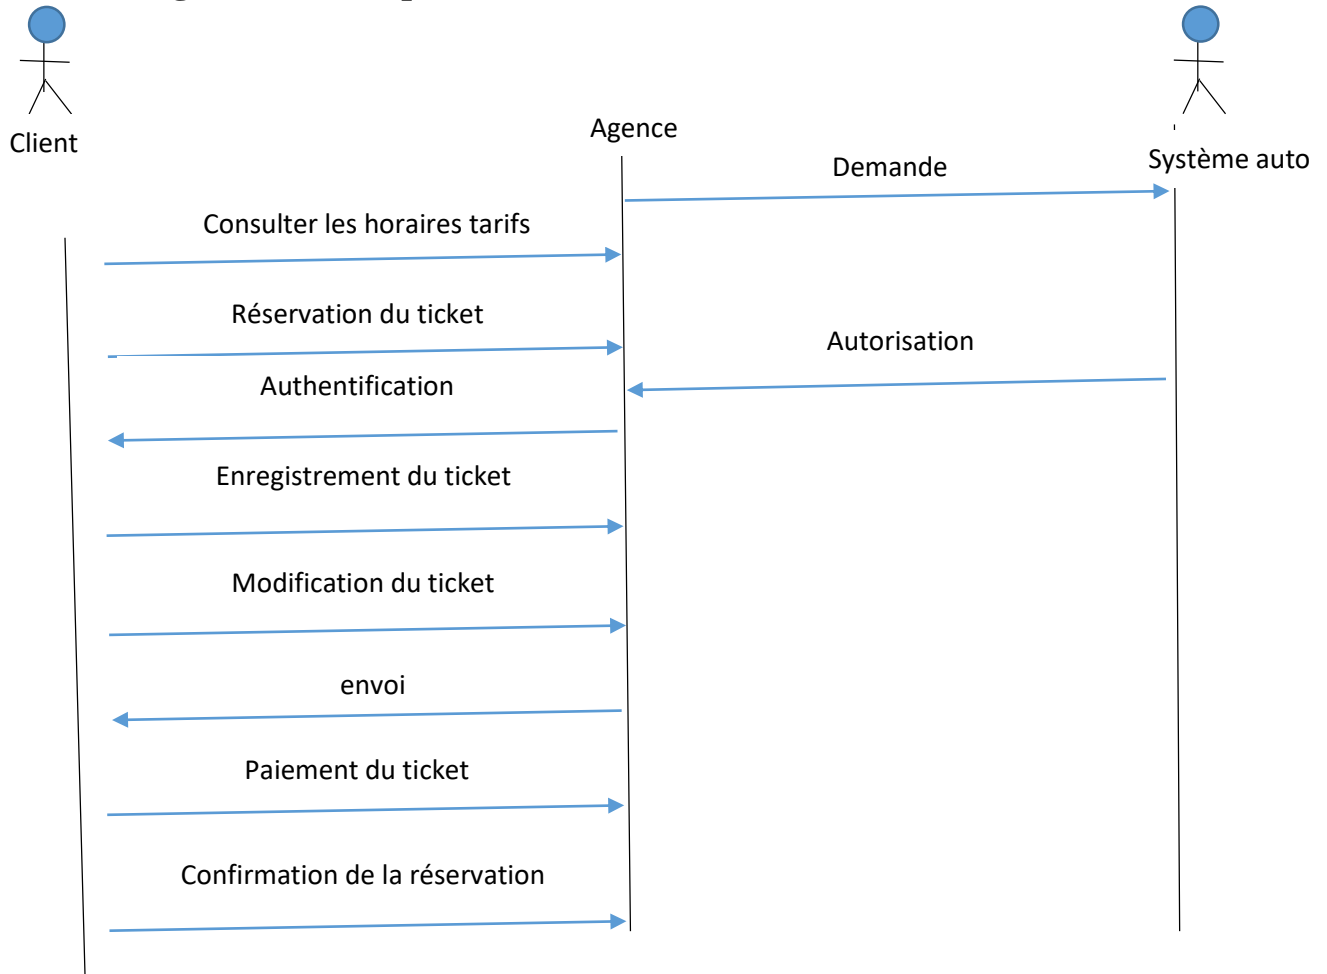 Client
Agence
Système auto
Demande
Consulter les horaires tarifs
Réservation du ticket
Autorisation
Authentification
Enregistrement du ticket
Modification du ticket
envoi
Paiement du ticket
Confirmation de la réservation